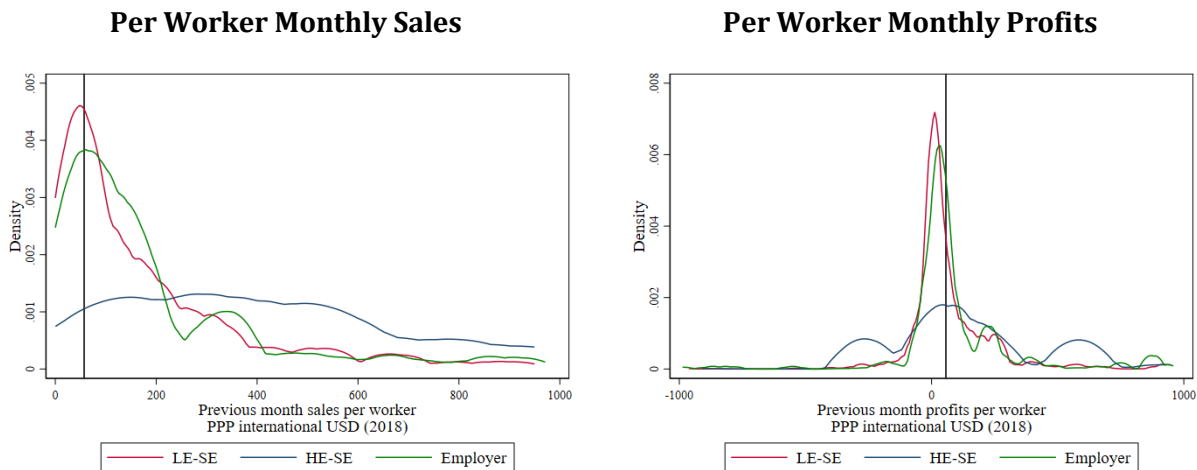 Per Worker Monthly Sales
.005
.004
.003
.002
.001
0
Density
0 200 400 600 800 1000
Previous month sales per worker
PPP international USD (2018)
LE-SE HE-SE Employer
Per Worker Monthly Profits
.008
.006
.004
.002
0
Density
-1000 0 1000
Previous month profits per worker
PPP international USD (2018)
LE-SE HE-SE Employer